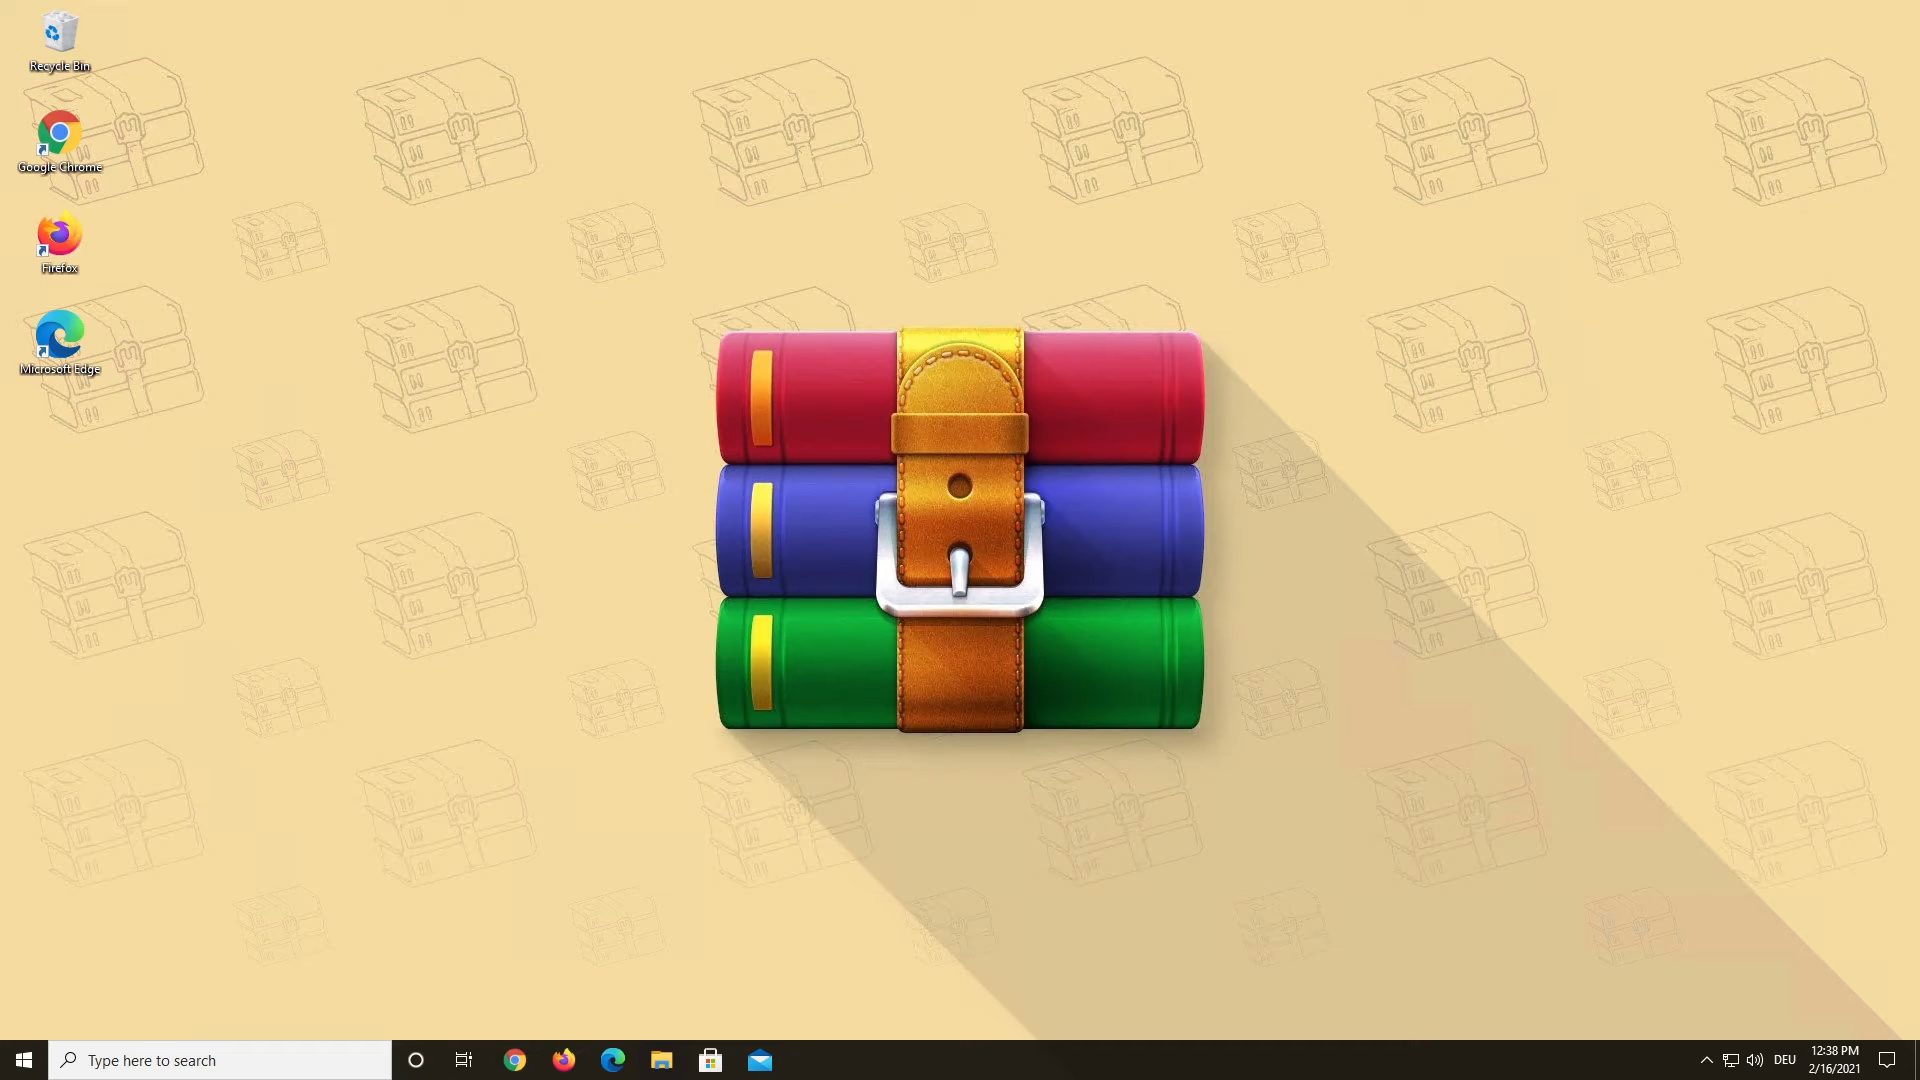 Recycle Bin
Google Chrome
Firefox
Microsoft Edge
Type here to search
DEU
12:38 PM
2/16/2021